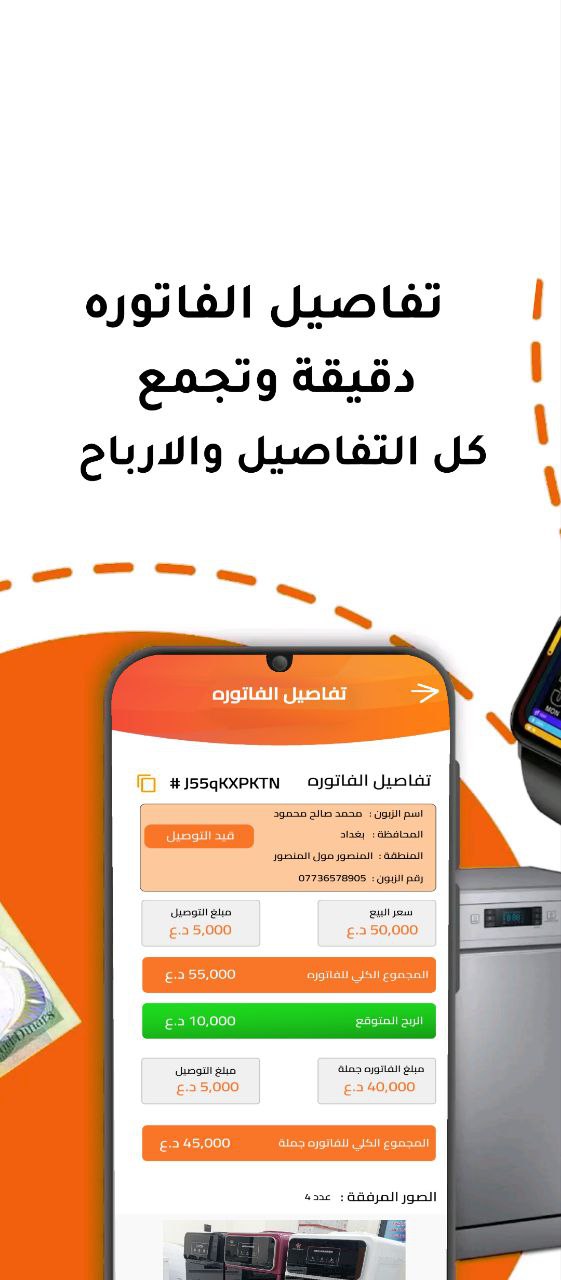 تفاصيل الفاتوره
دقيقة وتجمع
كل التفاصيل والارباح
تفاصيل الفاتوره
تفاصيل الفاتوره
# J55qKXPKTN
اسم الزبون : محمد صالح محمود
المحافظة : بغداد
قيد التوصيل
المنطقة : المنصور مول المنصور
رقم الزبون : 07736578905
سعر البيع
50,000 د.ع
مبلغ التوصيل
5,000 د.ع
المجموع الكلي للفاتوره
55,000 د.ع
الربح المتوقع
10,000 د.ع
مبلغ الفاتوره جملة
40,000 د.ع
مبلغ التوصيل
5,000 د.ع
المجموع الكلي للفاتوره جملة
45,000 د.ع
الصور المرفقة : عدد 4
MON
Dinars